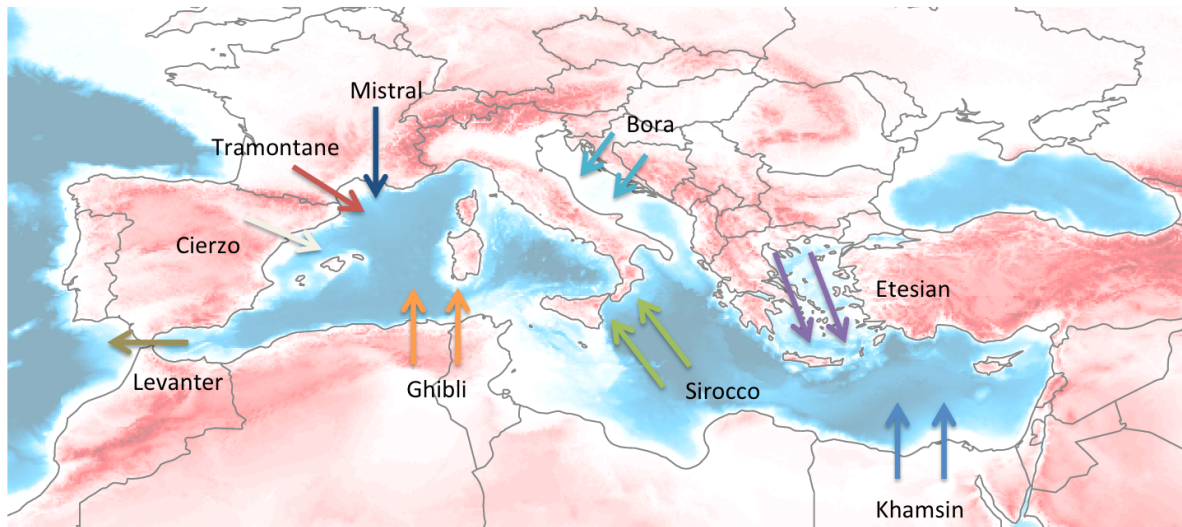 Mistral
Bora
Tramontane
Cierzo
Etesian
Levanter
Ghibli
Sirocco
Khamsin